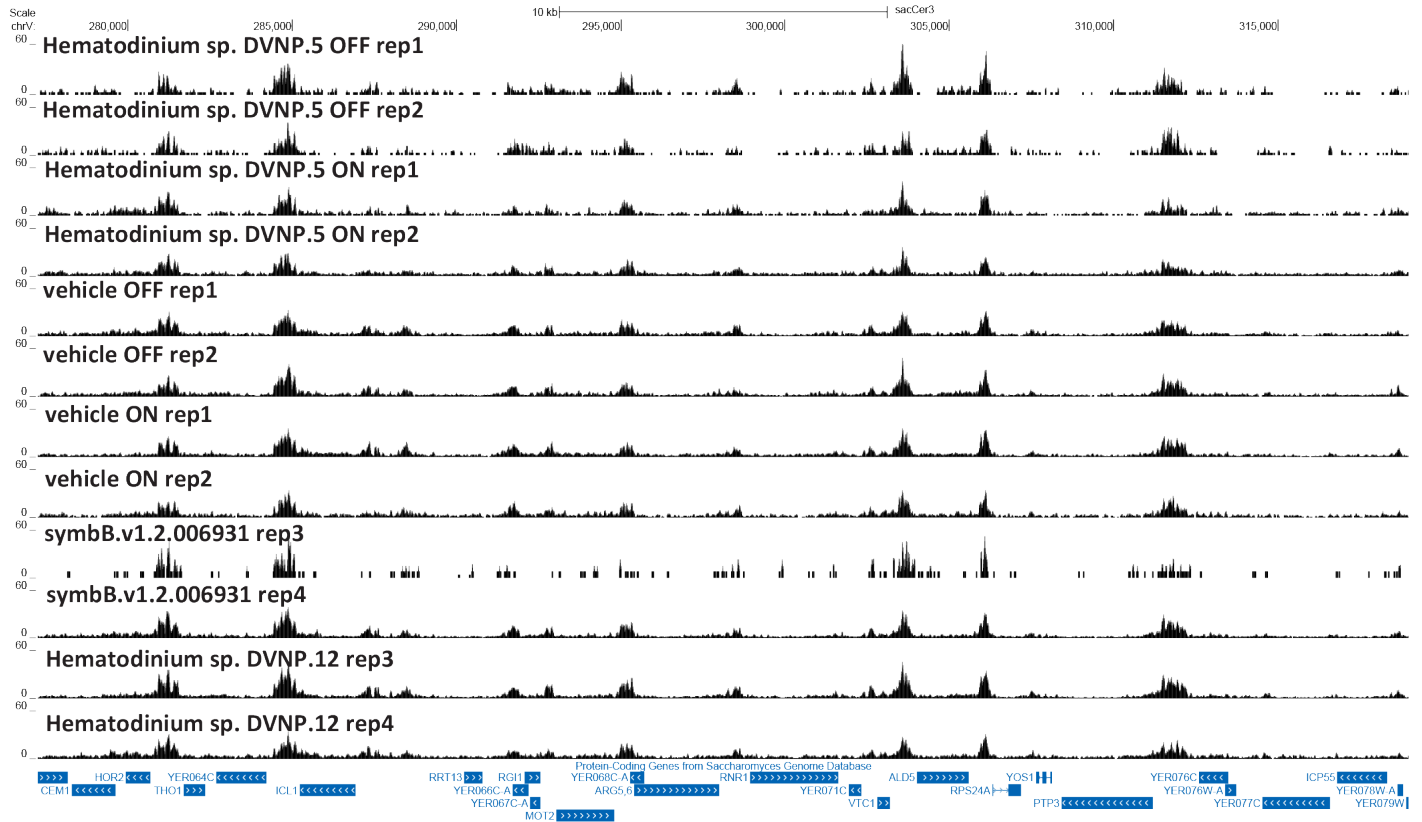 Scale 10 kb sacCer3
chrV: 280,000 285,000 290,000 295,000 300,000 305,000 310,000 315,000
60
Hematodinium sp. DVNP.5 OFF rep1
0
60
Hematodinium sp. DVNP.5 OFF rep2
0
60
Hematodinium sp. DVNP.5 ON rep1
0
60
Hematodinium sp. DVNP.5 ON rep2
0
60
vehicle OFF rep1
0
60
vehicle OFF rep2
0
60
vehicle ON rep1
0
60
vehicle ON rep2
0
60
symbB.v1.2.006931 rep3
0
60
symbB.v1.2.006931 rep4
0
60
Hematodinium sp. DVNP.12 rep3
0
60
Hematodinium sp. DVNP.12 rep4
0
Protein-Coding Genes from Saccharomyces Genome Database
HOR2 YER064C RRT13 RGI1 YER068C-A RNR1 ALD5 YOS1 YER076C ICP55
CEM1 THO1 ICL1 YER066C-A ARG5,6 YER071C RPS24A YER076W-A YER078W-A
YER067C-A VTC1 PTP3 YER077C YER079W
MOT2